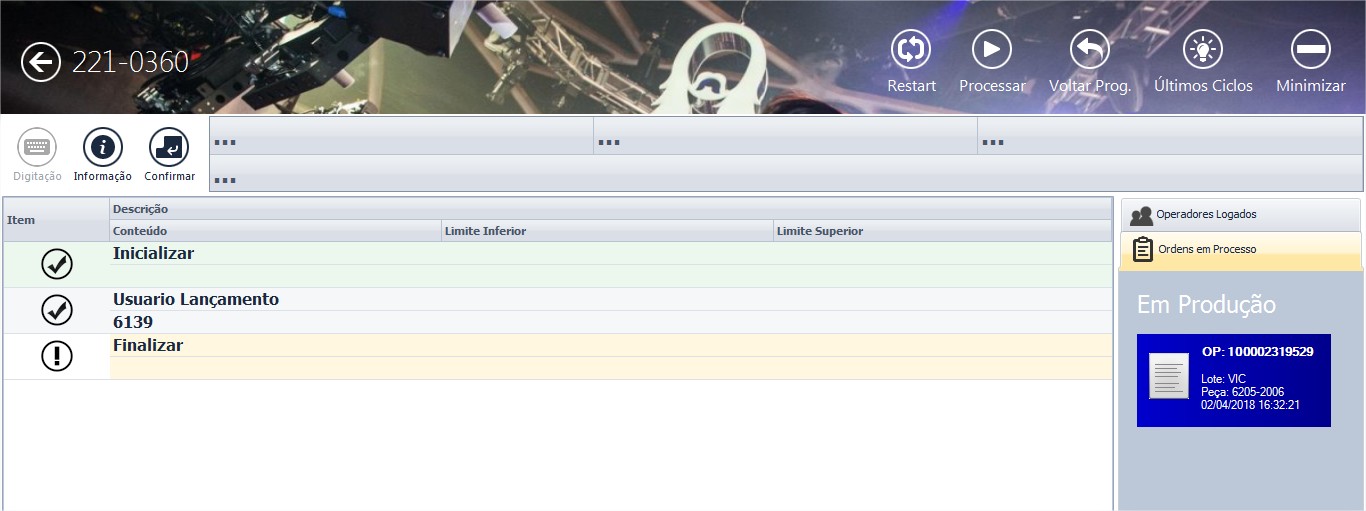 221-0360
Restart
Processar
Voltar Prog.
Últimos Ciclos
Minimizar
Digitação
Informação
Confirmar
...
...
...
...
Item
Descrição
Conteúdo
Limite Inferior
Limite Superior
Inicializar
Usuario Lançamento
6139
Finalizar
Operadores Logados
Ordens em Processo
Em Produção
OP: 100002319529
Lote: VIC
Peça: 6205-2006
02/04/2018 16:32:21